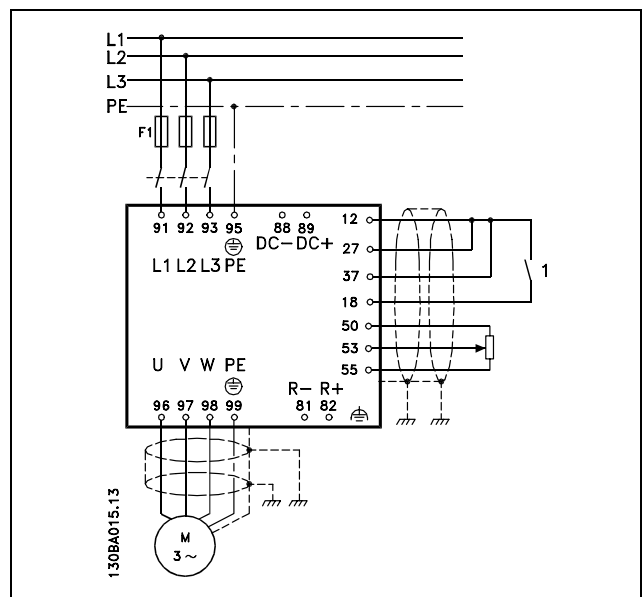 L1
L2
L3
PE
F1
91 92 93 95 88 89 12
DC- DC+
27
L1 L2 L3 PE
37
1
18
50
53
U V W PE
55
R- R+
96 97 98 99 81 82
130BA015.13
M
3 ~